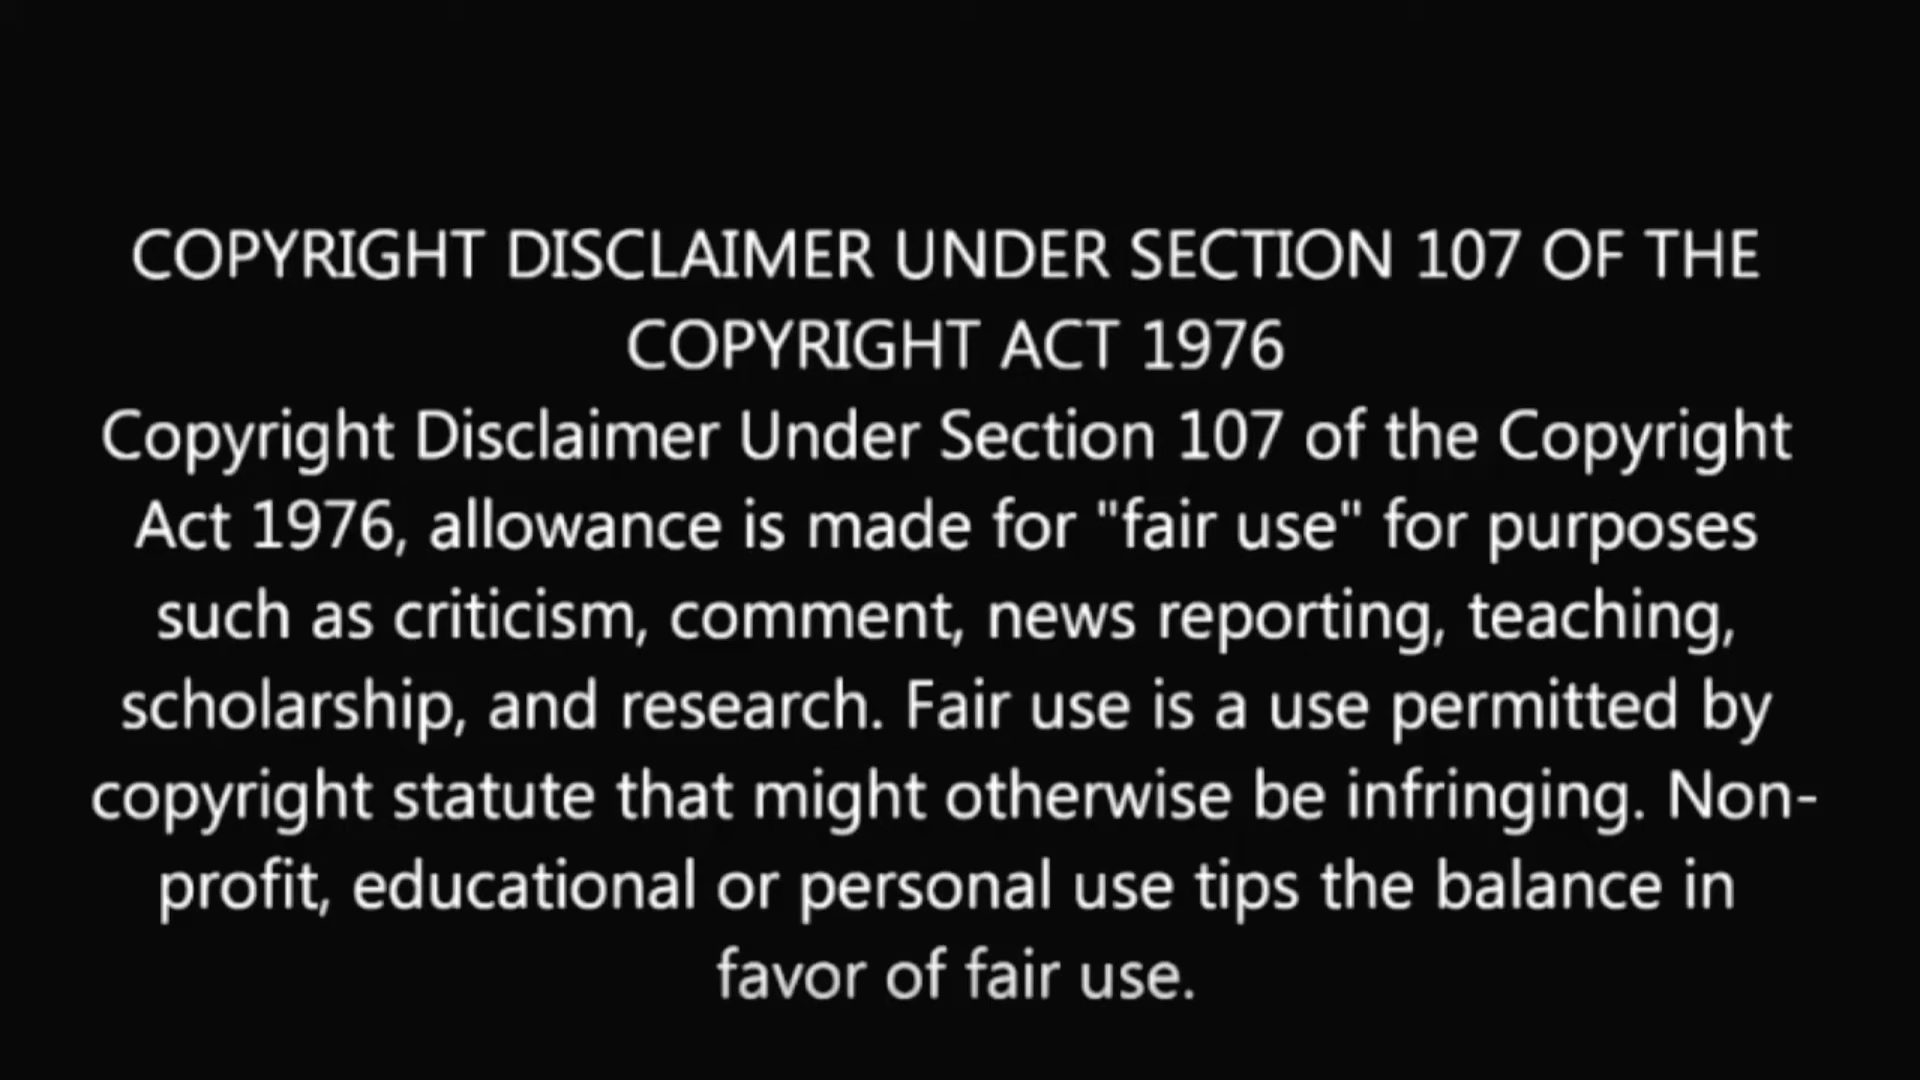 COPYRIGHT DISCLAIMER UNDER SECTION 107 OF THE
COPYRIGHT ACT 1976
Copyright Disclaimer Under Section 107 of the Copyright
Act 1976, allowance is made for "fair use" for purposes
such as criticism, comment, news reporting, teaching,
scholarship, and research. Fair use is a use permitted by
copyright statute that might otherwise be infringing. Non-
profit, educational or personal use tips the balance in
favor of fair use.